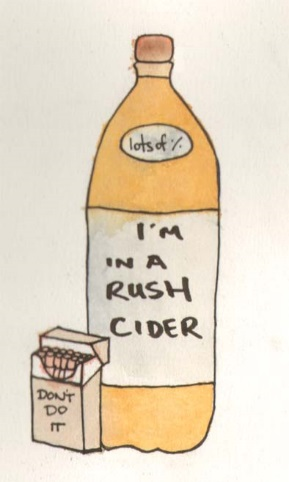 lots of %
I'M
IN A
RUSH
CIDER
DON'T
DO
IT